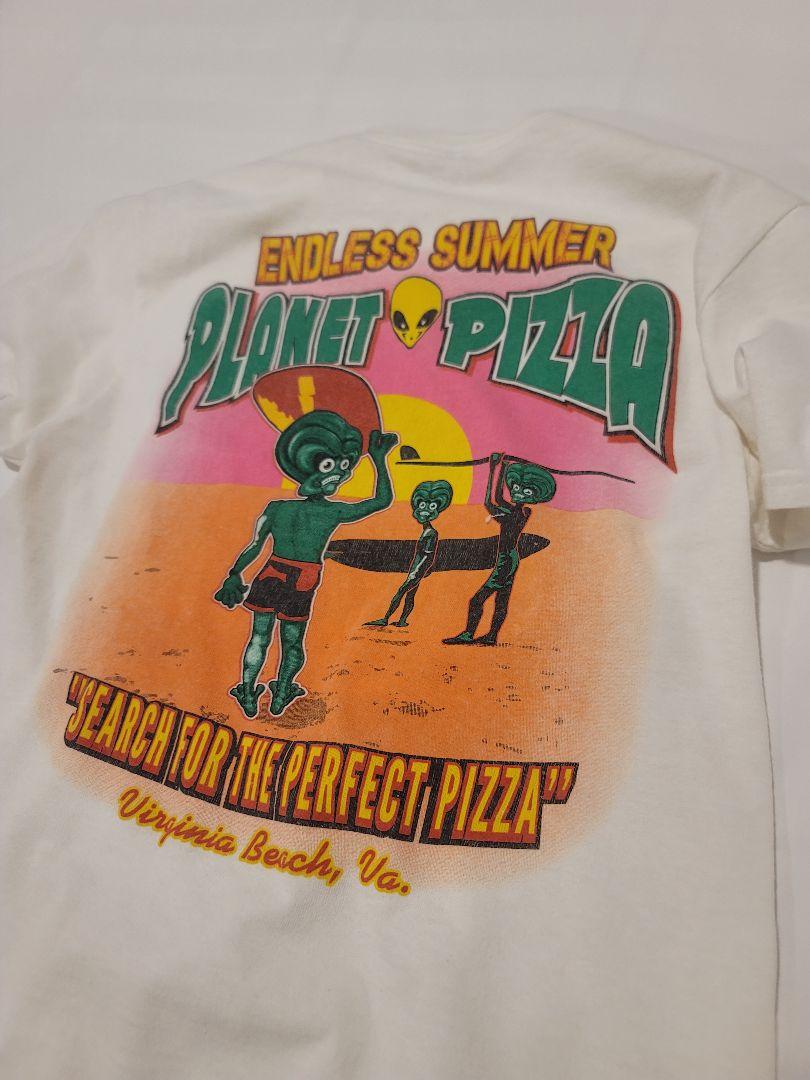 ENDLESS SUMMER
PLANET PIZZA
"SEARCH FOR THE PERFECT PIZZA"
Virginia Beach, Va.